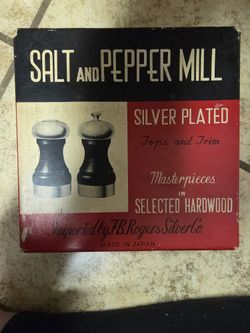 SALT AND PEPPER MILL
SILVER PLATED
Tops and Trim
Masterpieces
IN
SELECTED HARDWOOD
Imported by F.B. Rogers Silver Co.
MADE IN JAPAN